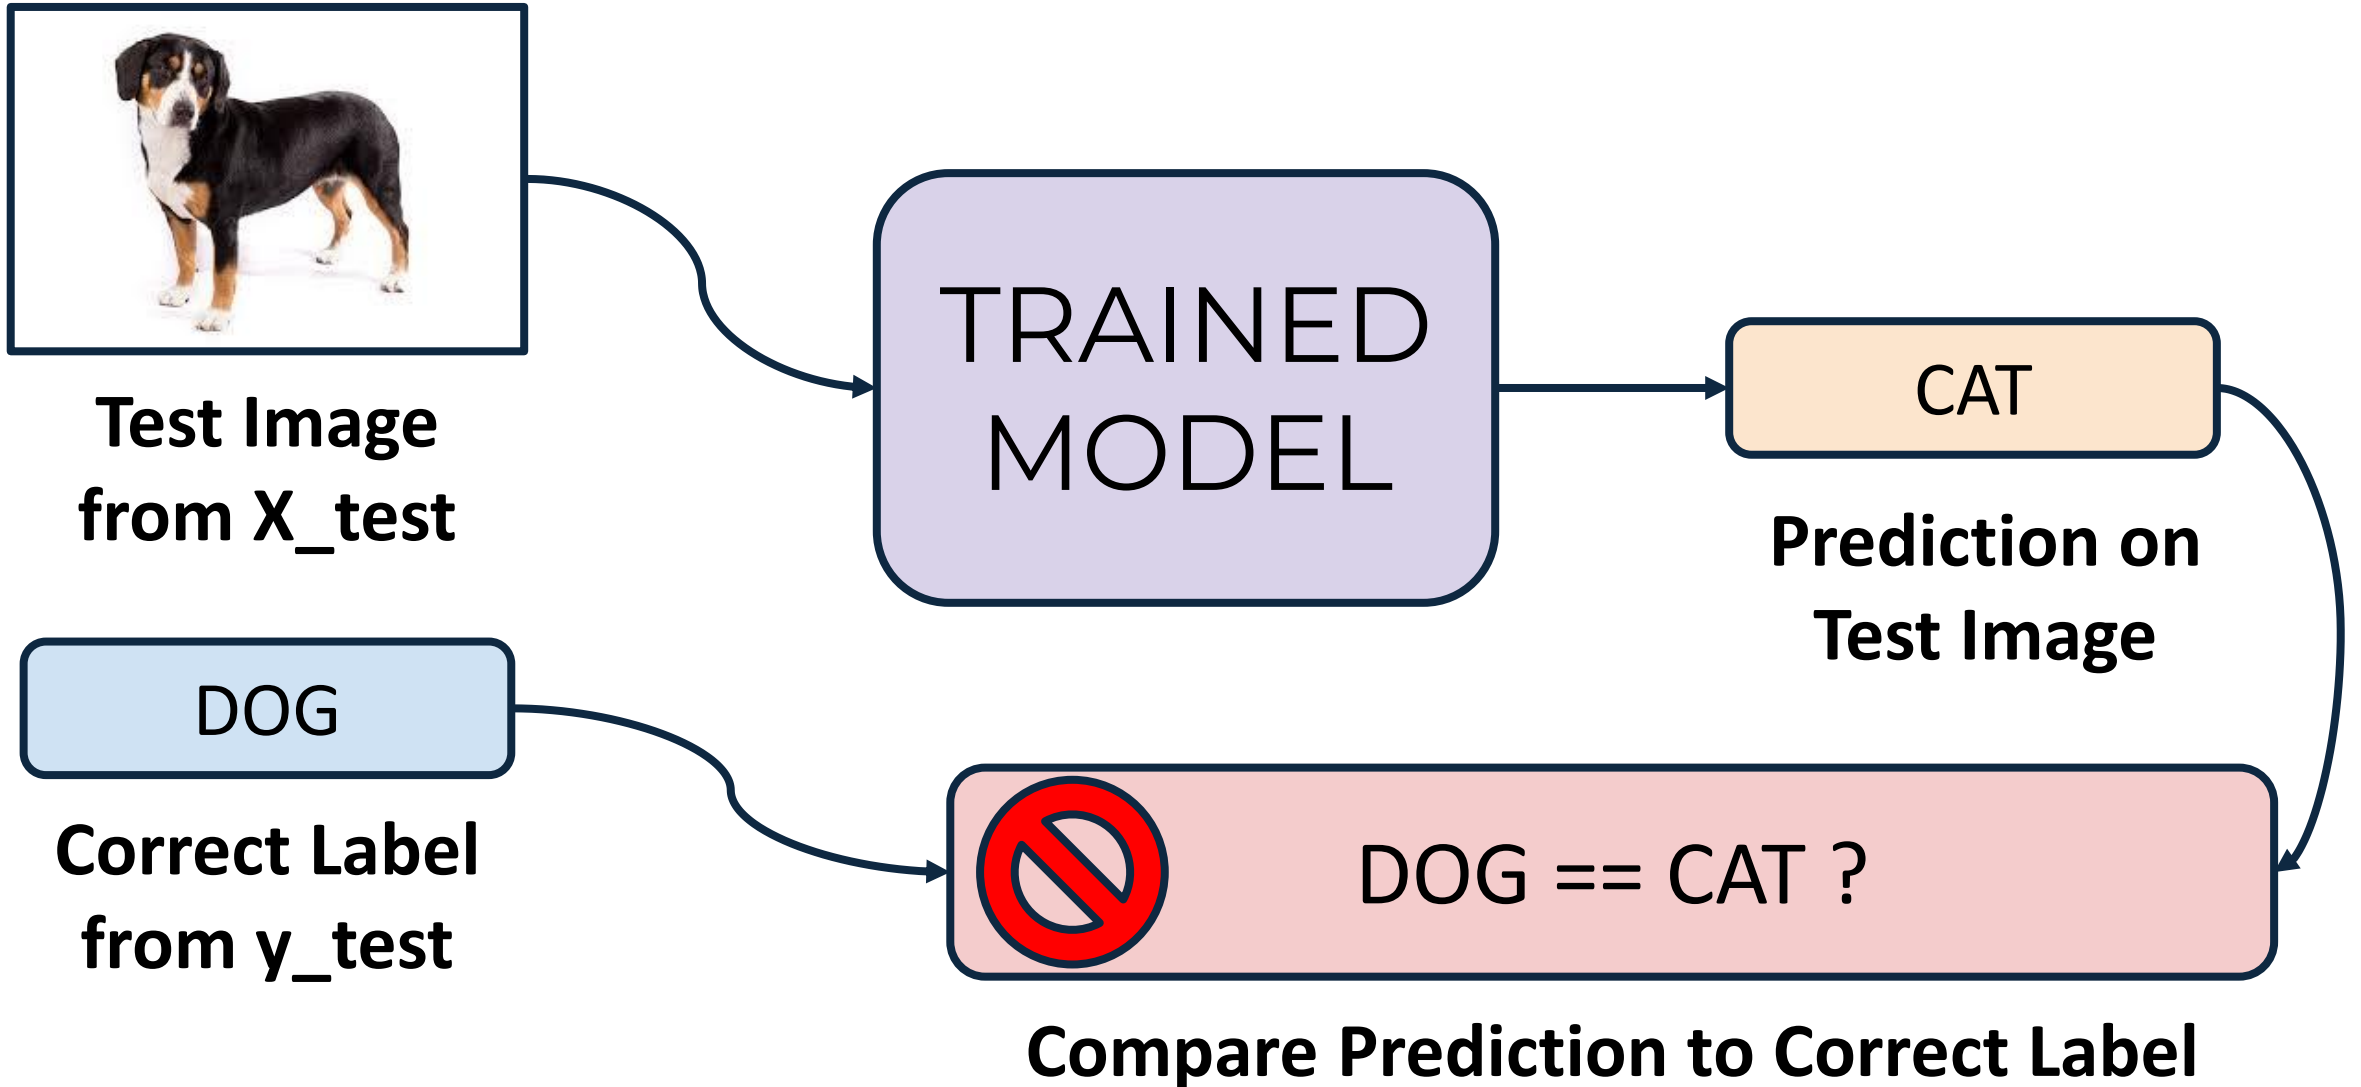 Test Image
from X_test
TRAINED
MODEL
CAT
Prediction on
Test Image
DOG
Correct Label
from y_test
DOG == CAT ?
Compare Prediction to Correct Label